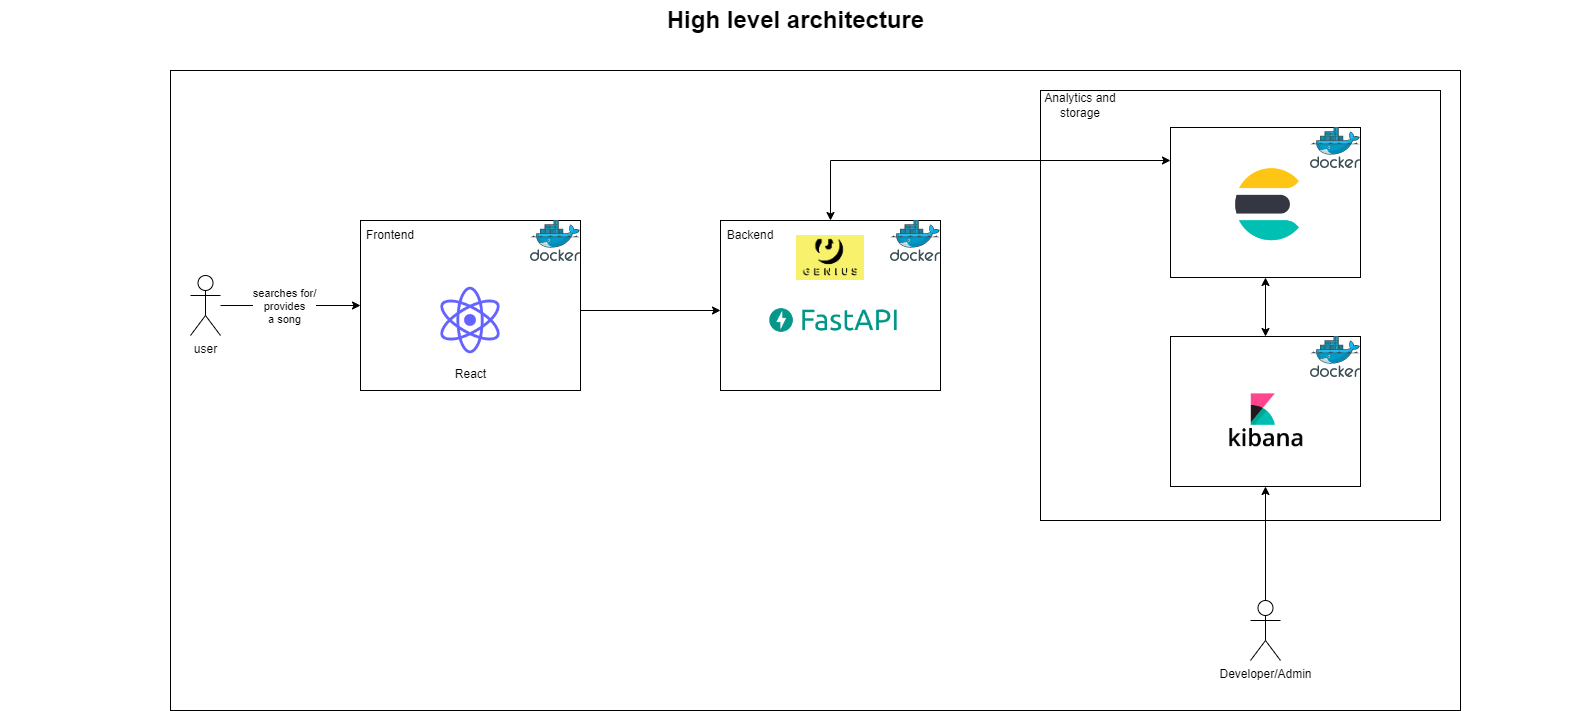 High level architecture
Analytics and
storage
docker
Frontend
docker
Backend
GENIUS
docker
searches for/
provides
a song
FastAPI
user
React
docker
kibana
Developer/Admin